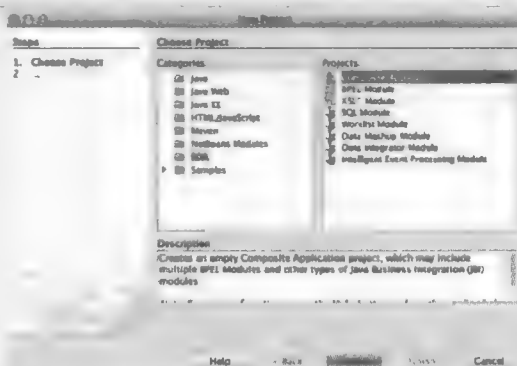 New Project
Steps
1. Choose Project
2 ...
Choose Project
Categories
Java
Java Web
Java EE
HTML/JavaScript
Maven
NetBeans Modules
SOA
Samples
Projects
BPEL Module
XSLT Module
SQL Module
Worklist Module
Data Mashup Module
Data Integrator Module
Intelligent Event Processing Module
Description
Creates an empty Composite Application project, which may include
multiple BPEL Modules and other types of Java Business Integration (JBI)
modules
Help
< Back
Cancel